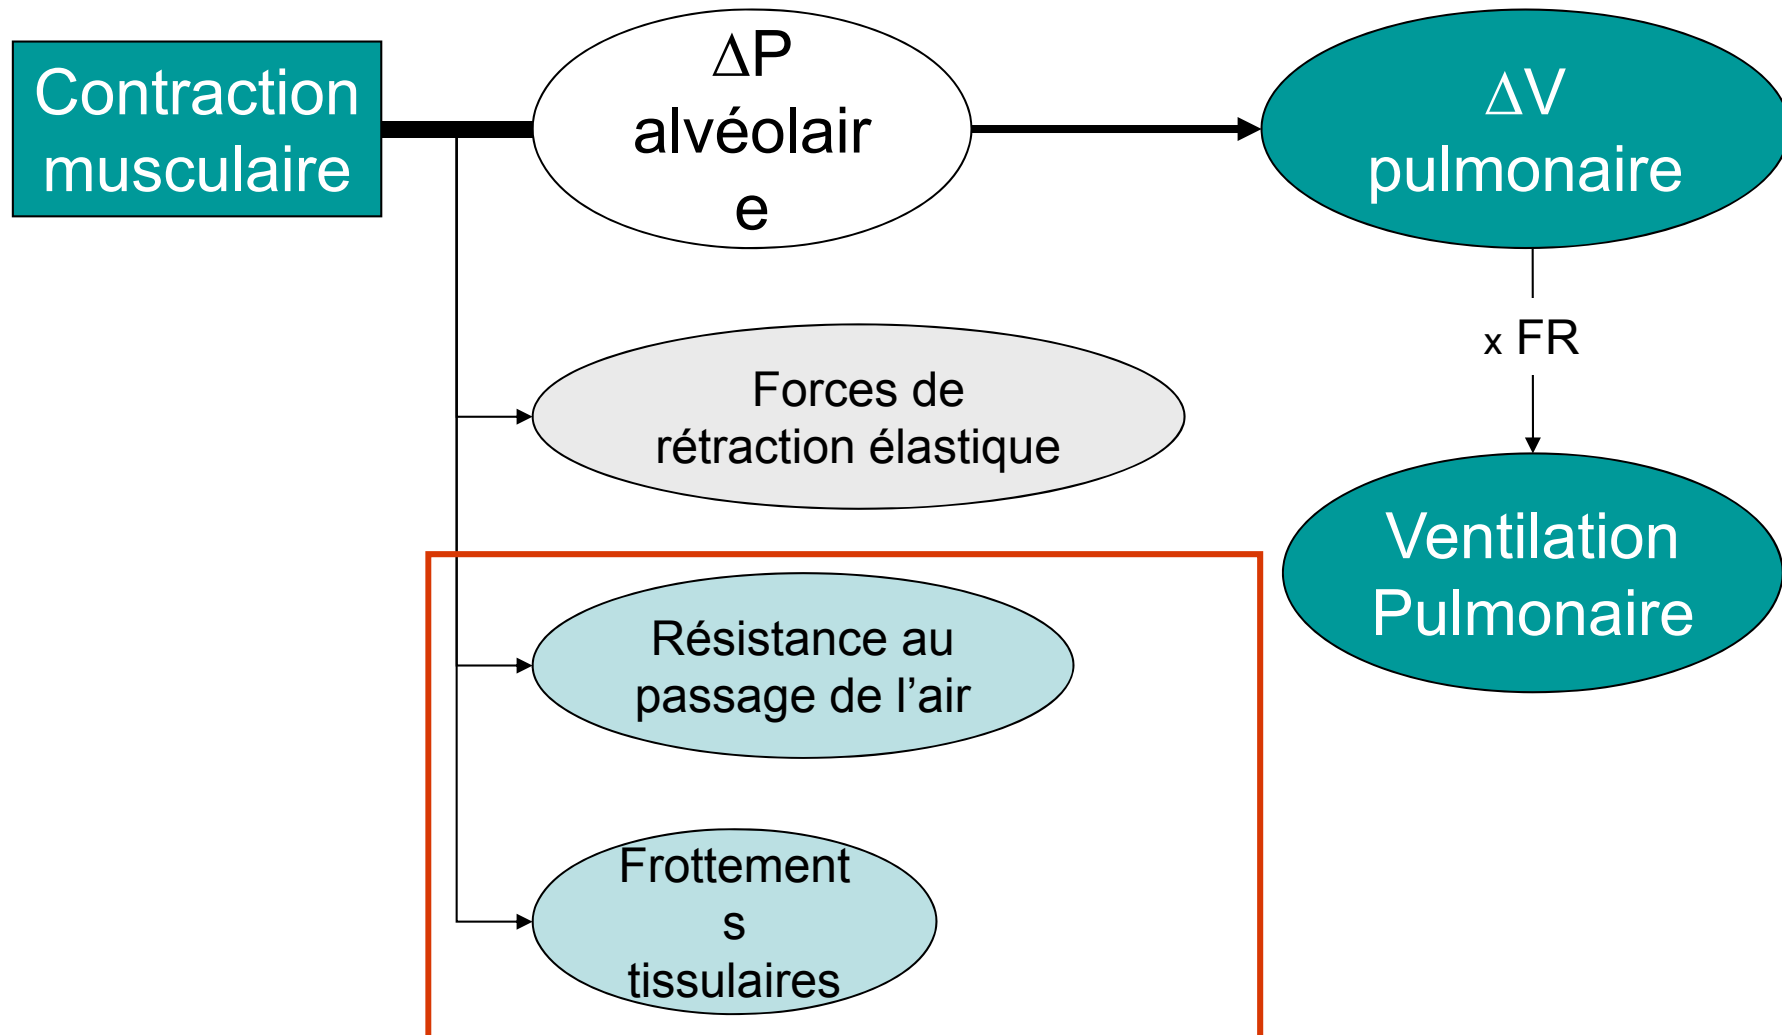 Contraction
musculaire
ΔP
alvéolair
e
ΔV
pulmonaire
x FR
Forces de
rétraction élastique
Ventilation
Pulmonaire
Résistance au
passage de l’air
Frottement
s
tissulaires